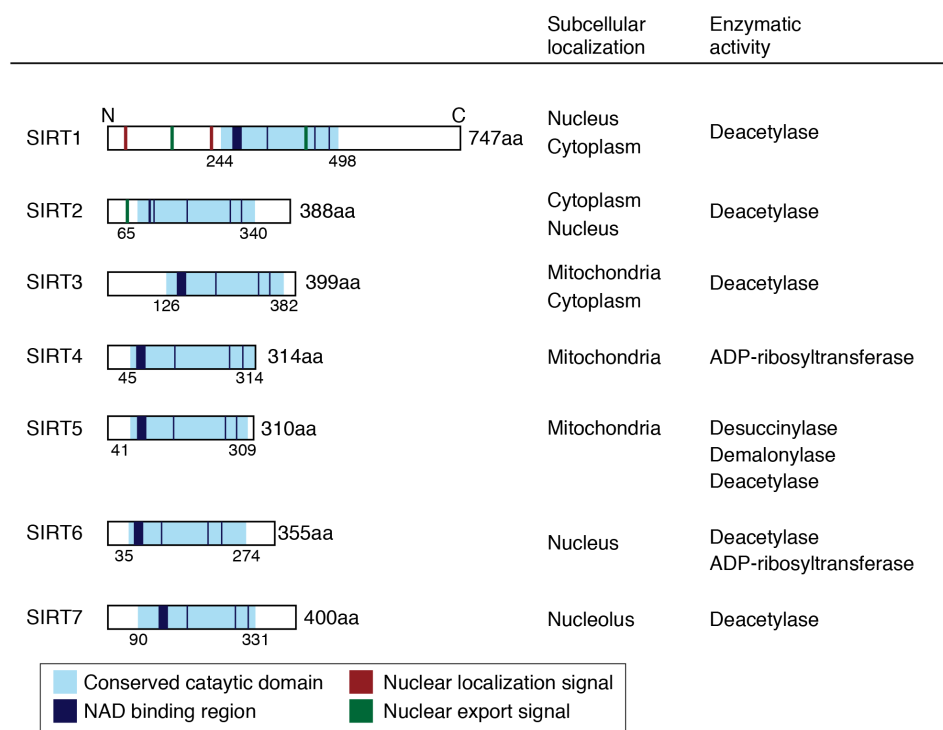 Subcellular localization
Enzymatic activity
N
C
SIRT1
747aa
244
498
Nucleus
Cytoplasm
Deacetylase
SIRT2
388aa
65
340
Cytoplasm
Nucleus
Deacetylase
SIRT3
399aa
126
382
Mitochondria
Cytoplasm
Deacetylase
SIRT4
314aa
45
314
Mitochondria
ADP-ribosyltransferase
SIRT5
310aa
41
309
Mitochondria
Desuccinylase
Demalonylase
Deacetylase
SIRT6
355aa
35
274
Nucleus
Deacetylase
ADP-ribosyltransferase
SIRT7
400aa
90
331
Nucleolus
Deacetylase
Conserved cataytic domain
Nuclear localization signal
NAD binding region
Nuclear export signal